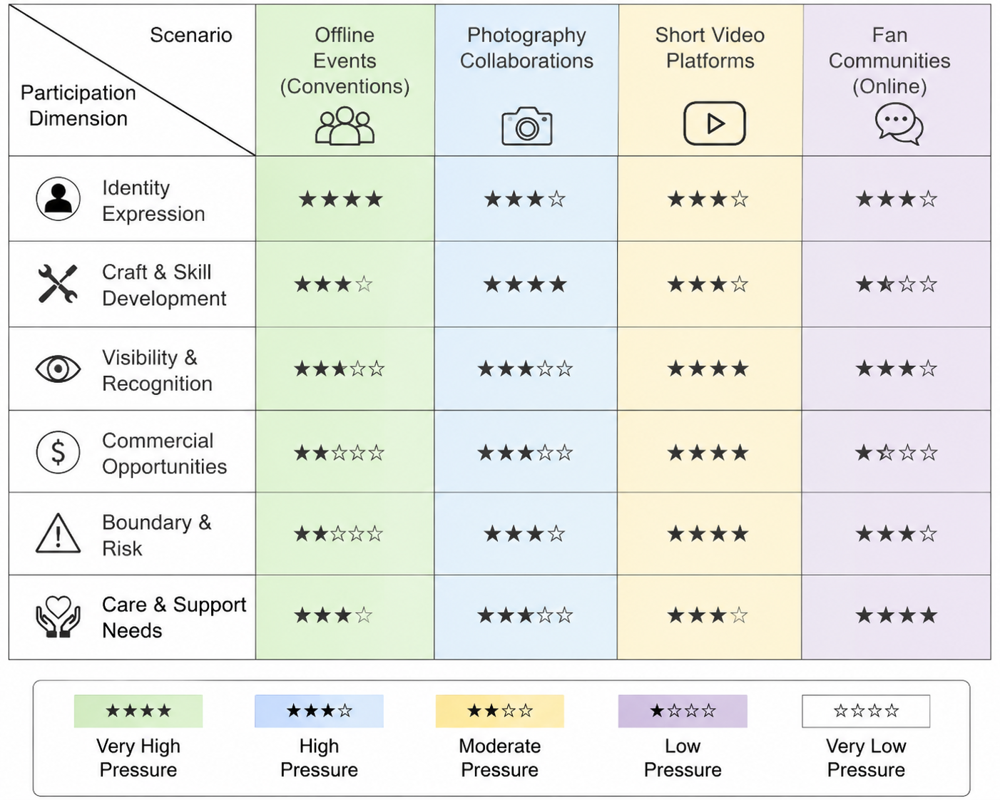 Scenario
Participation
Dimension
Offline
Events
(Conventions)
Photography
Collaborations
Short Video
Platforms
Fan
Communities
(Online)
Identity
Expression
★★★★
★★★☆
★★★☆
★★★☆
Craft & Skill
Development
★★★☆
★★★★
★★★☆
★⯪☆☆
Visibility &
Recognition
★★⯪☆☆
★★★☆☆
★★★★
★★★☆
$
Commercial
Opportunities
★★☆☆☆
★★★☆☆
★★★★
★⯪☆☆
!
Boundary &
Risk
★★☆☆☆
★★★☆
★★★★
★★★☆
Care & Support
Needs
★★★☆
★★★☆☆
★★★☆
★★★★
★★★★
Very High
Pressure
★★★☆
High
Pressure
★★☆☆
Moderate
Pressure
★☆☆☆
Low
Pressure
☆☆☆☆
Very Low
Pressure